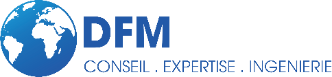 DFM
CONSEIL . EXPERTISE . INGENIERIE